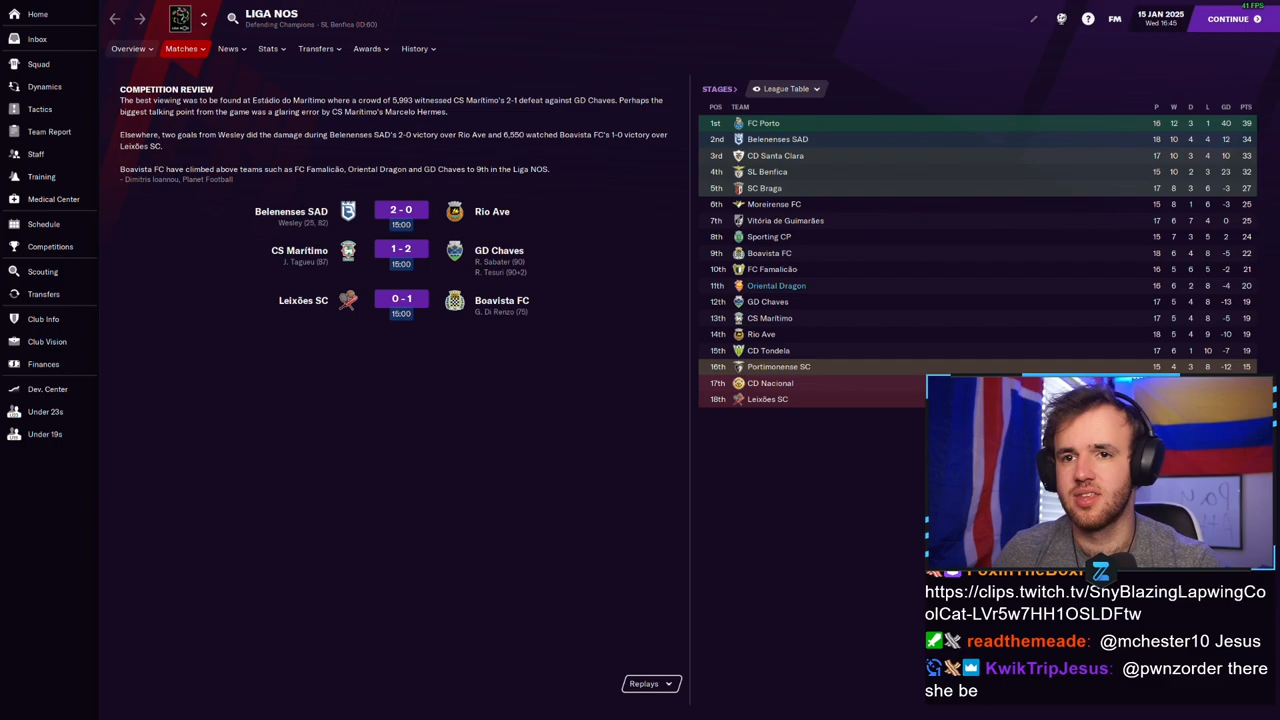 Home
Inbox
Squad
Dynamics
Tactics
Team Report
Staff
Training
Medical Center
Schedule
Competitions
Scouting
Transfers
Club Info
Club Vision
Finances
Dev. Center
Under 23s
Under 19s
LIGA NOS
Defending Champions - SL Benfica (ID:60)
41 FPS
FM
15 JAN 2025
Wed 16:45
CONTINUE
Overview
Matches
News
Stats
Transfers
Awards
History
COMPETITION REVIEW
The best viewing was to be found at Estádio do Marítimo where a crowd of 5,993 witnessed CS Marítimo's 2-1 defeat against GD Chaves. Perhaps the
biggest talking point from the game was a glaring error by CS Marítimo's Marcelo Hermes.
Elsewhere, two goals from Wesley did the damage during Belenenses SAD's 2-0 victory over Rio Ave and 6,550 watched Boavista FC's 1-0 victory over
Leixões SC.
Boavista FC have climbed above teams such as FC Famalicão, Oriental Dragon and GD Chaves to 9th in the Liga NOS.
- Dimitris Ioannou, Planet Football
Belenenses SAD 2 - 0 Rio Ave
Wesley (25, 82) 15:00
CS Marítimo 1 - 2 GD Chaves
J. Tagueu (87) 15:00 R. Sabater (90)
R. Tesuri (90+2)
Leixões SC 0 - 1 Boavista FC
15:00 G. Di Renzo (75)
Replays
STAGES> League Table
POS TEAM P W D L GD PTS
1st FC Porto 16 12 3 1 40 39
2nd Belenenses SAD 18 10 4 4 12 34
3rd CD Santa Clara 17 10 3 4 10 33
4th SL Benfica 15 10 2 3 23 32
5th SC Braga 17 8 3 6 -3 27
6th Moreirense FC 15 8 1 6 -3 25
7th Vitória de Guimarães 17 6 7 4 0 25
8th Sporting CP 15 7 3 5 2 24
9th Boavista FC 18 6 4 8 -5 22
10th FC Famalicão 16 5 6 5 -2 21
11th Oriental Dragon 16 6 2 8 -4 20
12th GD Chaves 17 5 4 8 -13 19
13th CS Marítimo 17 5 4 8 -5 19
14th Rio Ave 18 5 4 9 -10 19
15th CD Tondela 17 6 1 10 -7 19
16th Portimonense SC 15 4 3 8 -12 15
17th CD Nacional
18th Leixões SC
https://clips.twitch.tv/SnyBlazingLapwingCo
olCat-LVr5w7HH1OSLDFtw
readthemeade: @mchester10 Jesus
KwikTripJesus: @pwnzorder there
she be